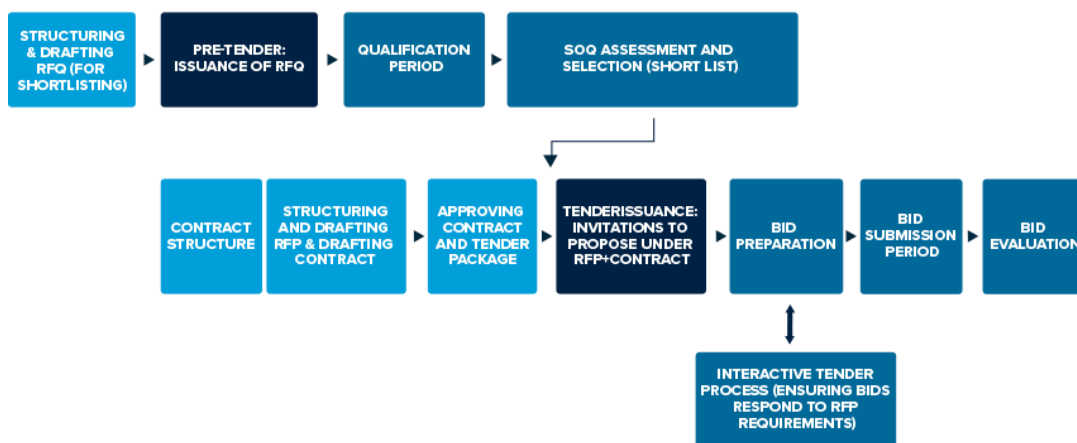 STRUCTURING
& DRAFTING
RFQ (FOR
SHORTLISTING)
PRE-TENDER:
ISSUANCE OF RFQ
QUALIFICATION
PERIOD
SOQ ASSESSMENT AND
SELECTION (SHORT LIST)
CONTRACT
STRUCTURE
STRUCTURING
AND DRAFTING
RFP & DRAFTING
CONTRACT
APPROVING
CONTRACT
AND TENDER
PACKAGE
TENDERISSUANCE:
INVITATIONS TO
PROPOSE UNDER
RFP+CONTRACT
BID
PREPARATION
BID
SUBMISSION
PERIOD
BID
EVALUATION
INTERACTIVE TENDER
PROCESS (ENSURING BIDS
RESPOND TO RFP
REQUIREMENTS)